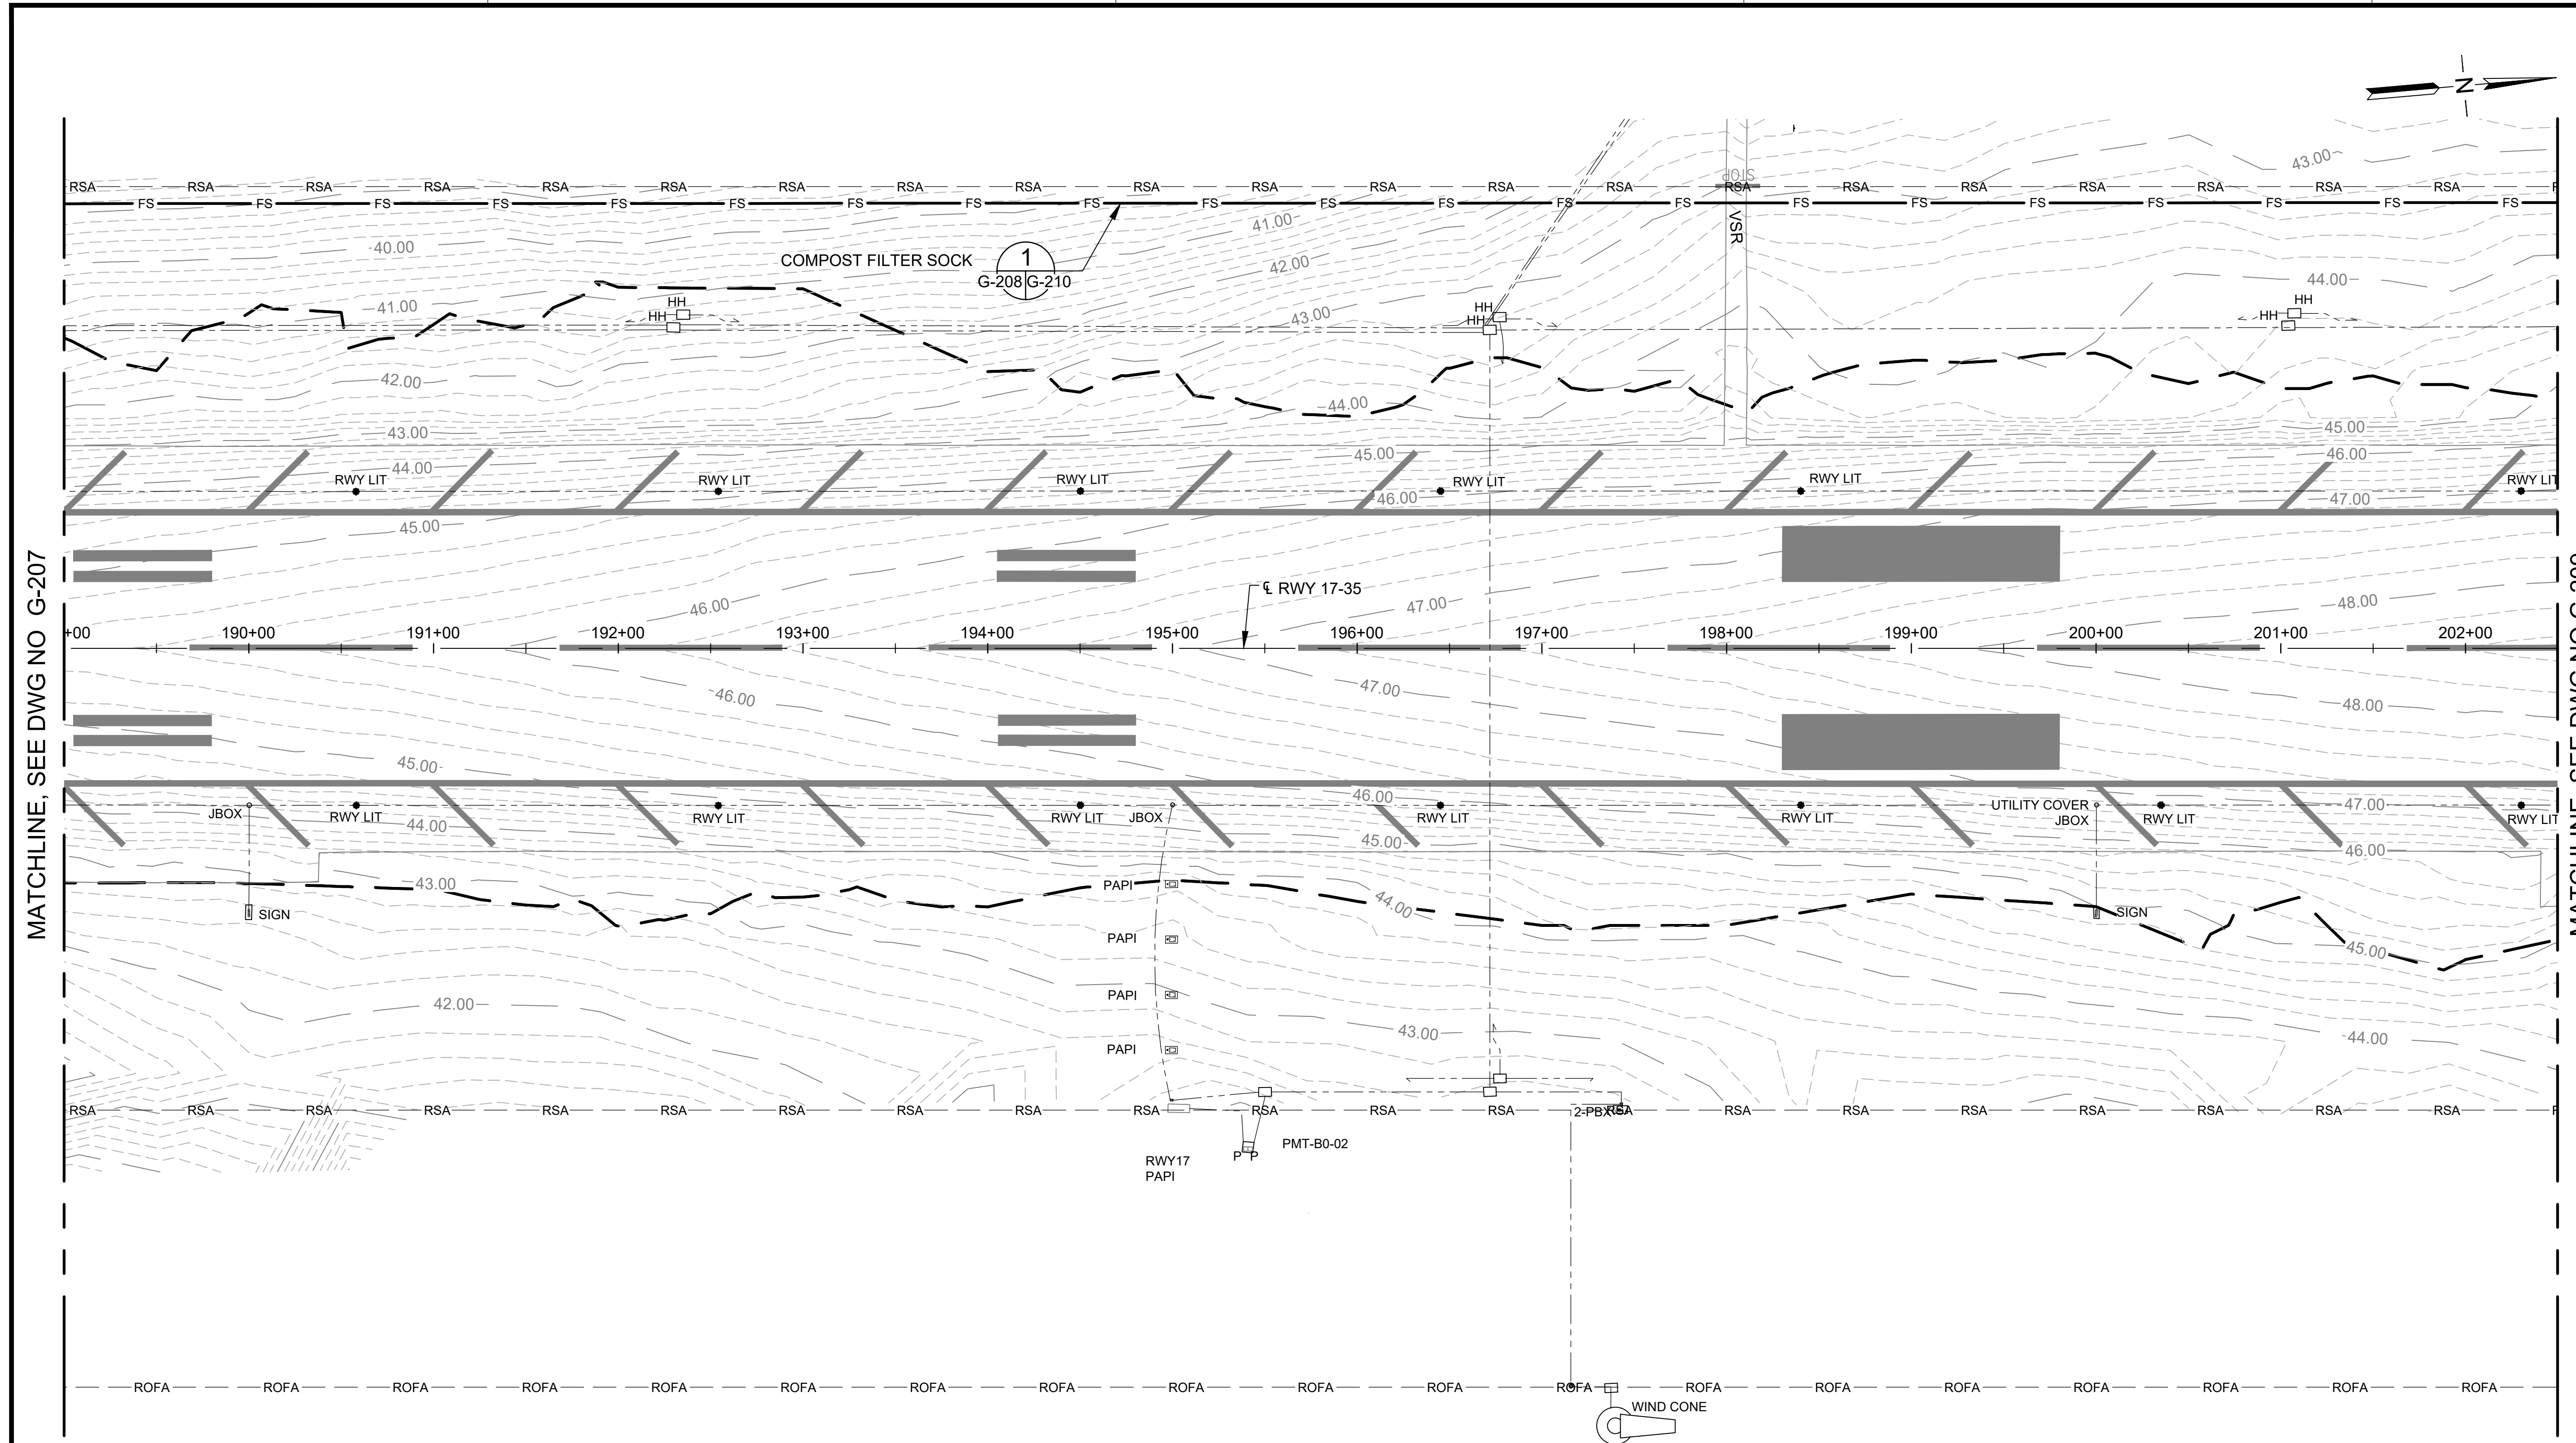 N
43.00
RSA RSA RSA RSA RSA RSA RSA RSA RSA RSA RSA RSA RSA RSA RSA RSA RSA RSA RSA RSA RSA
STOP
FS FS FS FS FS FS FS FS FS FS FS FS FS FS FS FS FS FS FS FS FS
VSR
40.00
41.00
COMPOST FILTER SOCK
1
G-208 G-210
42.00
44.00
41.00
HH
HH
43.00
HH
HH
HH
HH
42.00
44.00
43.00
45.00
44.00
45.00
46.00
RWY LIT RWY LIT RWY LIT RWY LIT RWY LIT RWY LIT
46.00
47.00
45.00
MATCHLINE, SEE DWG NO G-207
℄ RWY 17-35
46.00
47.00
48.00
+00 190+00 191+00 192+00 193+00 194+00 195+00 196+00 197+00 198+00 199+00 200+00 201+00 202+00
46.00
47.00
48.00
45.00
46.00
47.00
UTILITY COVER
JBOX
JBOX
JBOX
RWY LIT RWY LIT RWY LIT RWY LIT RWY LIT RWY LIT RWY LIT
44.00
45.00
46.00
43.00
PAPI
44.00
SIGN
SIGN
PAPI
45.00
PAPI
42.00
43.00
44.00
PAPI
RSA RSA RSA RSA RSA RSA RSA RSA RSA RSA RSA RSA RSA RSA RSA RSA RSA RSA RSA RSA RSA
2-PBX
PMT-B0-02
P P
RWY17
PAPI
ROFA ROFA ROFA ROFA ROFA ROFA ROFA ROFA ROFA ROFA ROFA ROFA ROFA ROFA ROFA ROFA ROFA ROFA ROFA
WIND CONE